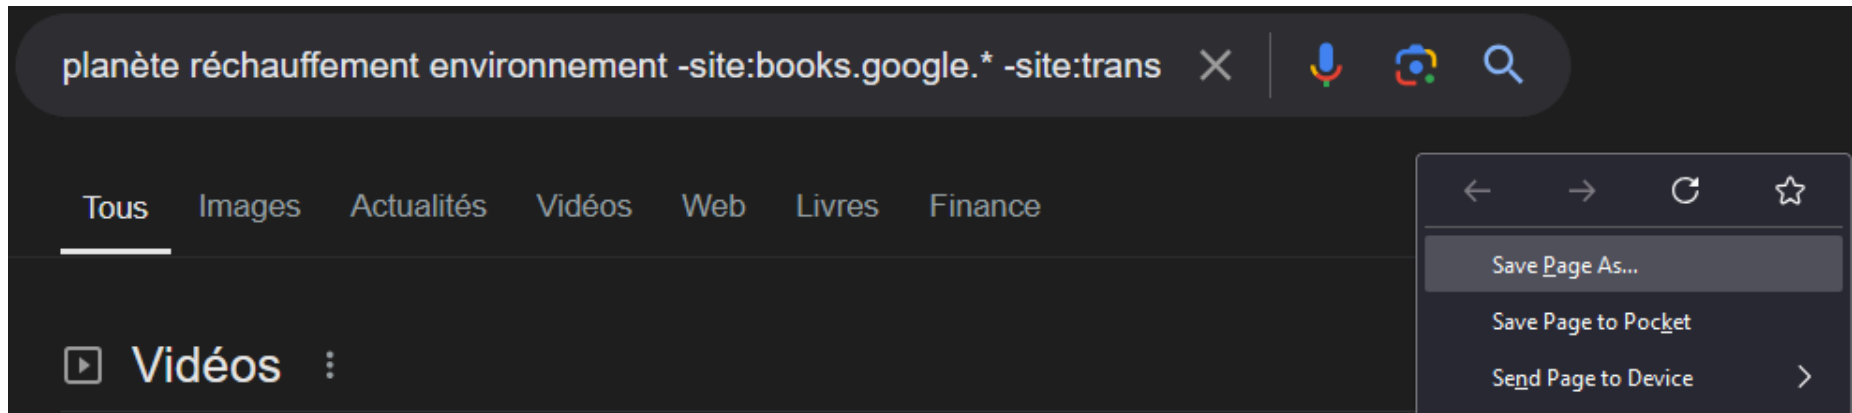 planète réchauffement environnement -site:books.google.* -site:trans
Tous Images Actualités Vidéos Web Livres Finance
Vidéos
Save Page As...
Save Page to Pocket
Send Page to Device